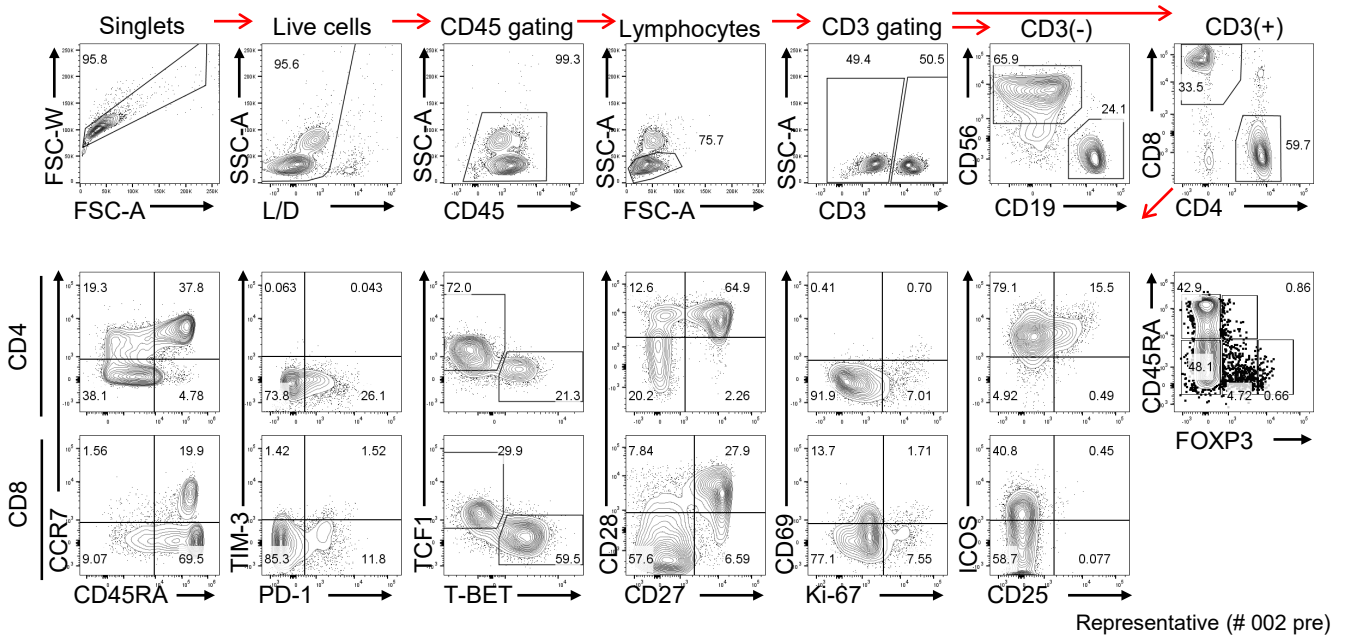 Singlets Live cells CD45 gating Lymphocytes CD3 gating CD3(-) CD3(+)
95.8 95.6 99.3 75.7 49.4 50.5 65.9 24.1 33.5 59.7
FSC-W SSC-A SSC-A SSC-A SSC-A CD56 CD8
FSC-A L/D CD45 FSC-A CD3 CD19 CD4
CD4
19.3 37.8 0.063 0.043 72.0 12.6 64.9 0.41 0.70 79.1 15.5 42.9 0.86
CD45RA
48.1
38.1 4.78 73.8 26.1 21.3 20.2 2.26 91.9 7.01 4.92 0.49 4.72 0.66
FOXP3
CD8
1.56 19.9 1.42 1.52 29.9 7.84 27.9 13.7 1.71 40.8 0.45
CCR7 TIM-3 TCF1 CD28 CD69 ICOS
9.07 69.5 85.3 11.8 59.5 57.6 6.59 77.1 7.55 58.7 0.077
CD45RA PD-1 T-BET CD27 Ki-67 CD25
Representative (# 002 pre)